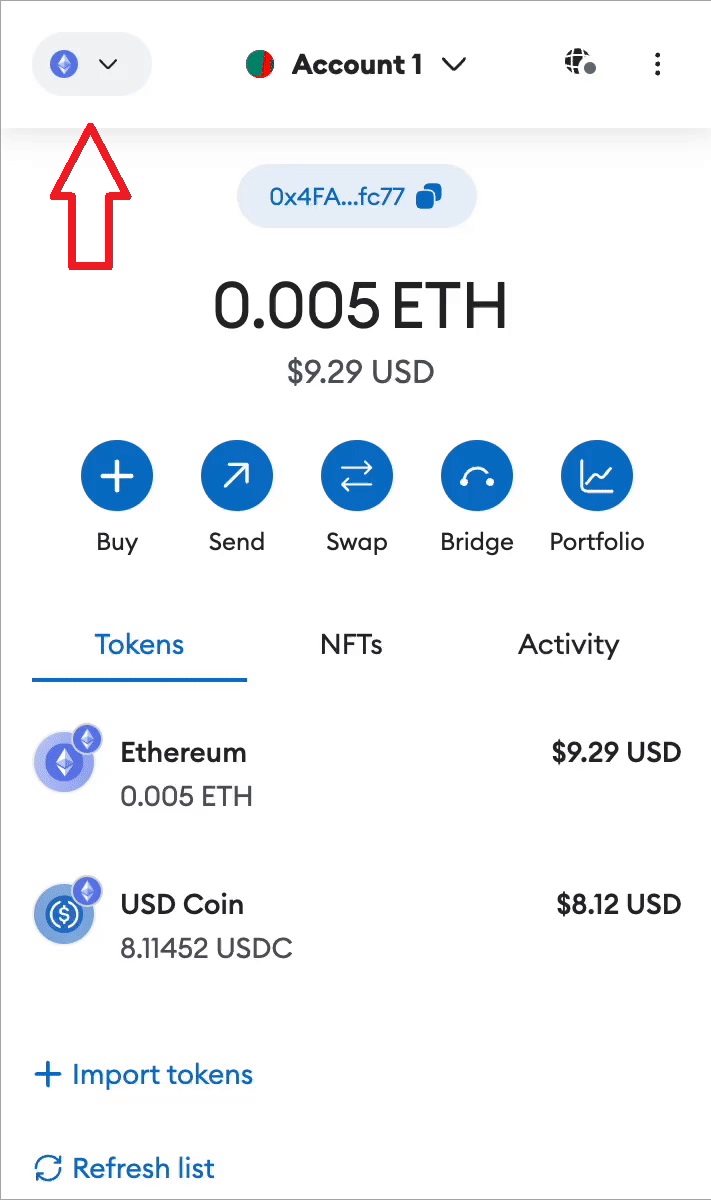 Account 1
0x4FA...fc77
0.005 ETH
$9.29 USD
Buy Send Swap Bridge Portfolio
Tokens NFTs Activity
Ethereum $9.29 USD
0.005 ETH
USD Coin $8.12 USD
8.11452 USDC
+ Import tokens
Refresh list